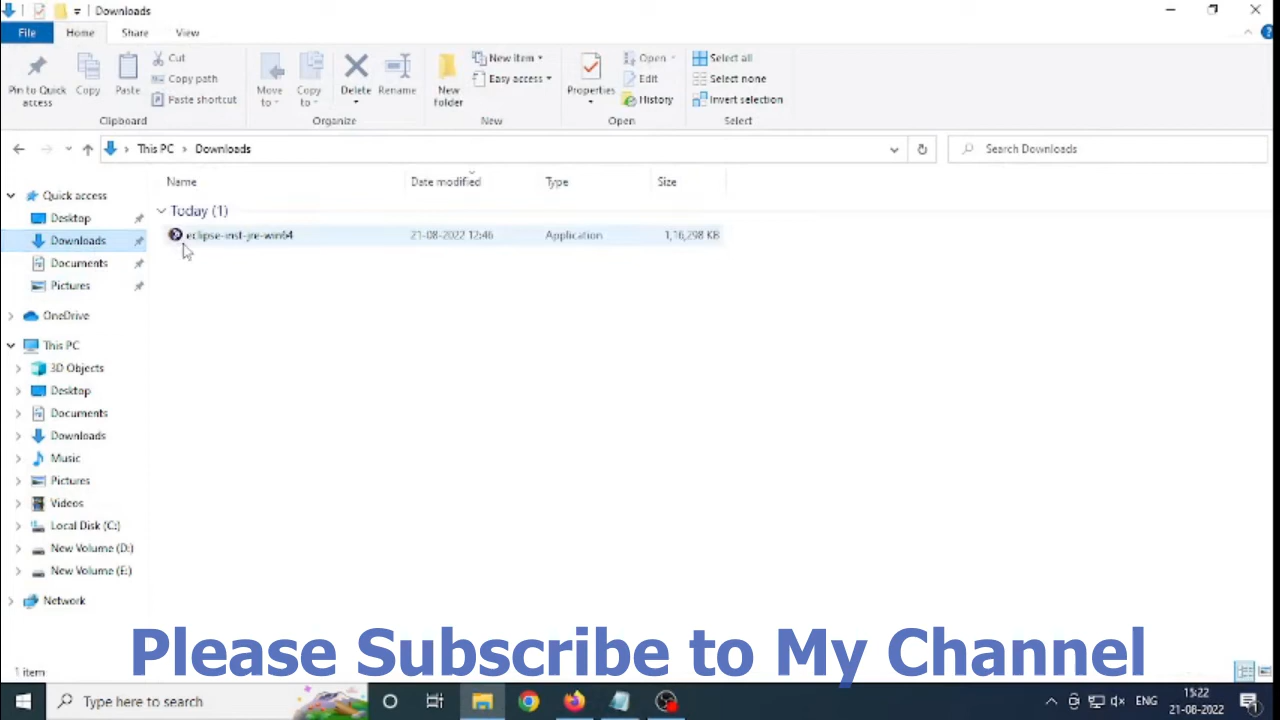 Downloads
File Home Share View
Pin to Quick access
Copy
Paste
Cut
Copy path
Paste shortcut
Clipboard
Move to
Copy to
Delete
Rename
Organize
New folder
New item
Easy access
New
Properties
Open
Edit
History
Open
Select all
Select none
Invert selection
Select
This PC > Downloads
Search Downloads
Name Date modified Type Size
Today (1)
eclipse-inst-jre-win64 21-08-2022 12:46 Application 1,16,298 KB
Quick access
Desktop
Downloads
Documents
Pictures
OneDrive
This PC
3D Objects
Desktop
Documents
Downloads
Music
Pictures
Videos
Local Disk (C:)
New Volume (D:)
New Volume (E:)
Network
Please Subscribe to My Channel
1 item
Type here to search
ENG
15:22
21-08-2022
1